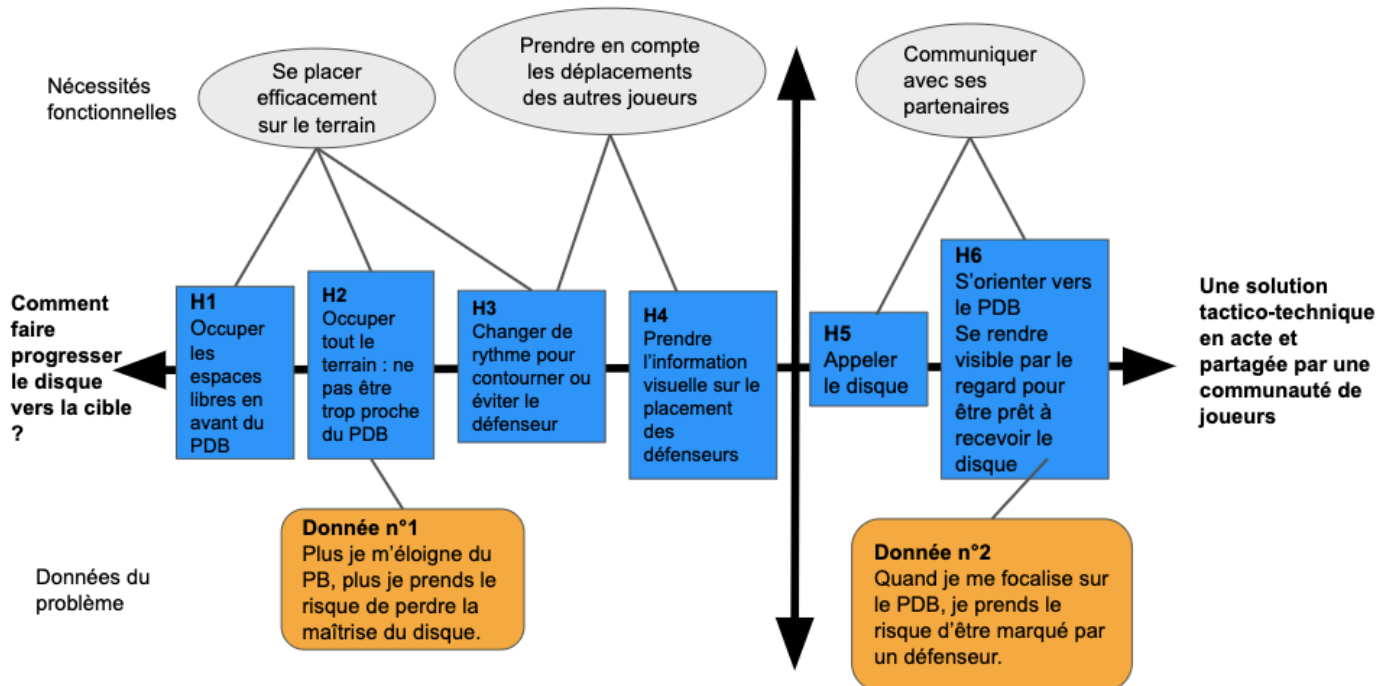 Nécessités
fonctionnelles
Se placer
efficacement
sur le terrain
Prendre en compte
les déplacements
des autres joueurs
Communiquer
avec ses
partenaires
Comment
faire
progresser
le disque
vers la cible
?
H1
Occuper
les
espaces
libres en
avant du
PDB
H2
Occuper
tout le
terrain : ne
pas être
trop proche
du PDB
H3
Changer de
rythme pour
contourner ou
éviter le
défenseur
H4
Prendre
l'information
visuelle sur le
placement
des
défenseurs
H5
Appeler
le disque
H6
S'orienter vers
le PDB
Se rendre
visible par le
regard pour
être prêt à
recevoir le
disque
Une solution
tactico-technique
en acte et
partagée par une
communauté de
joueurs
Données du
problème
Donnée n°1
Plus je m'éloigne du
PB, plus je prends le
risque de perdre la
maîtrise du disque.
Donnée n°2
Quand je me focalise sur
le PDB, je prends le
risque d'être marqué par
un défenseur.